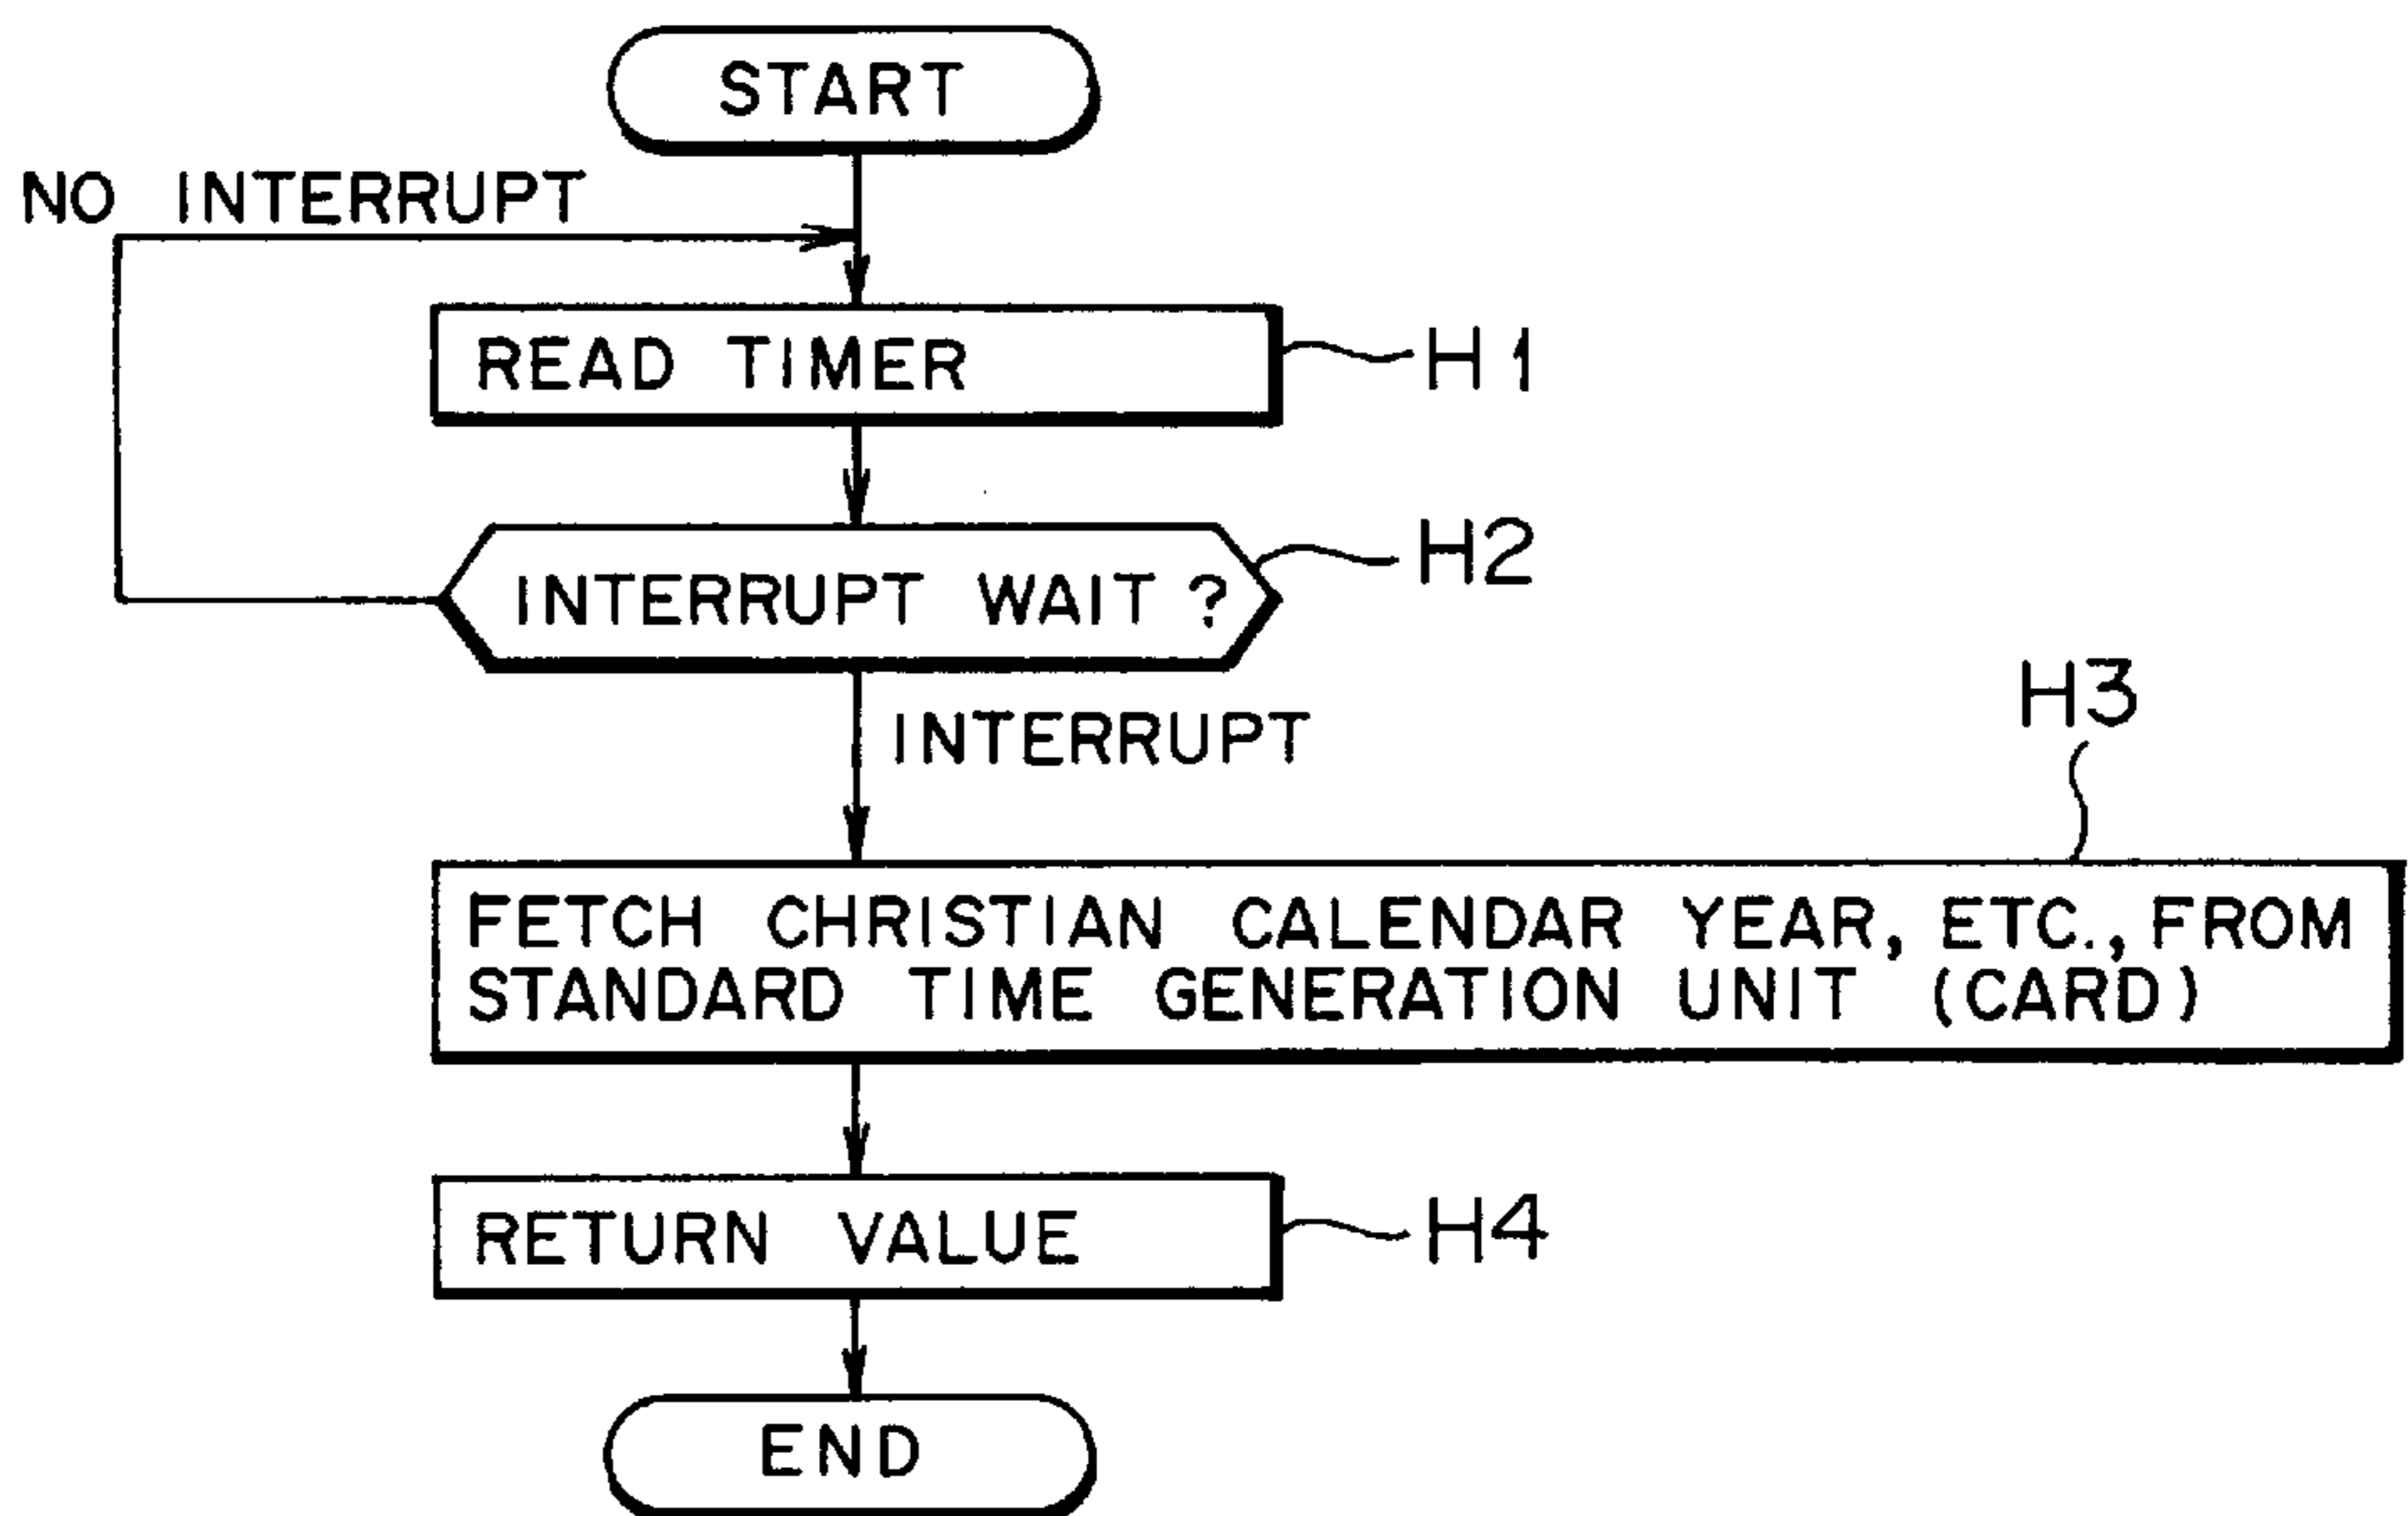 START
NO INTERRUPT
READ TIMER
H1
INTERRUPT WAIT ?
H2
INTERRUPT
H3
FETCH CHRISTIAN CALENDAR YEAR, ETC., FROM
STANDARD TIME GENERATION UNIT (CARD)
RETURN VALUE
H4
END